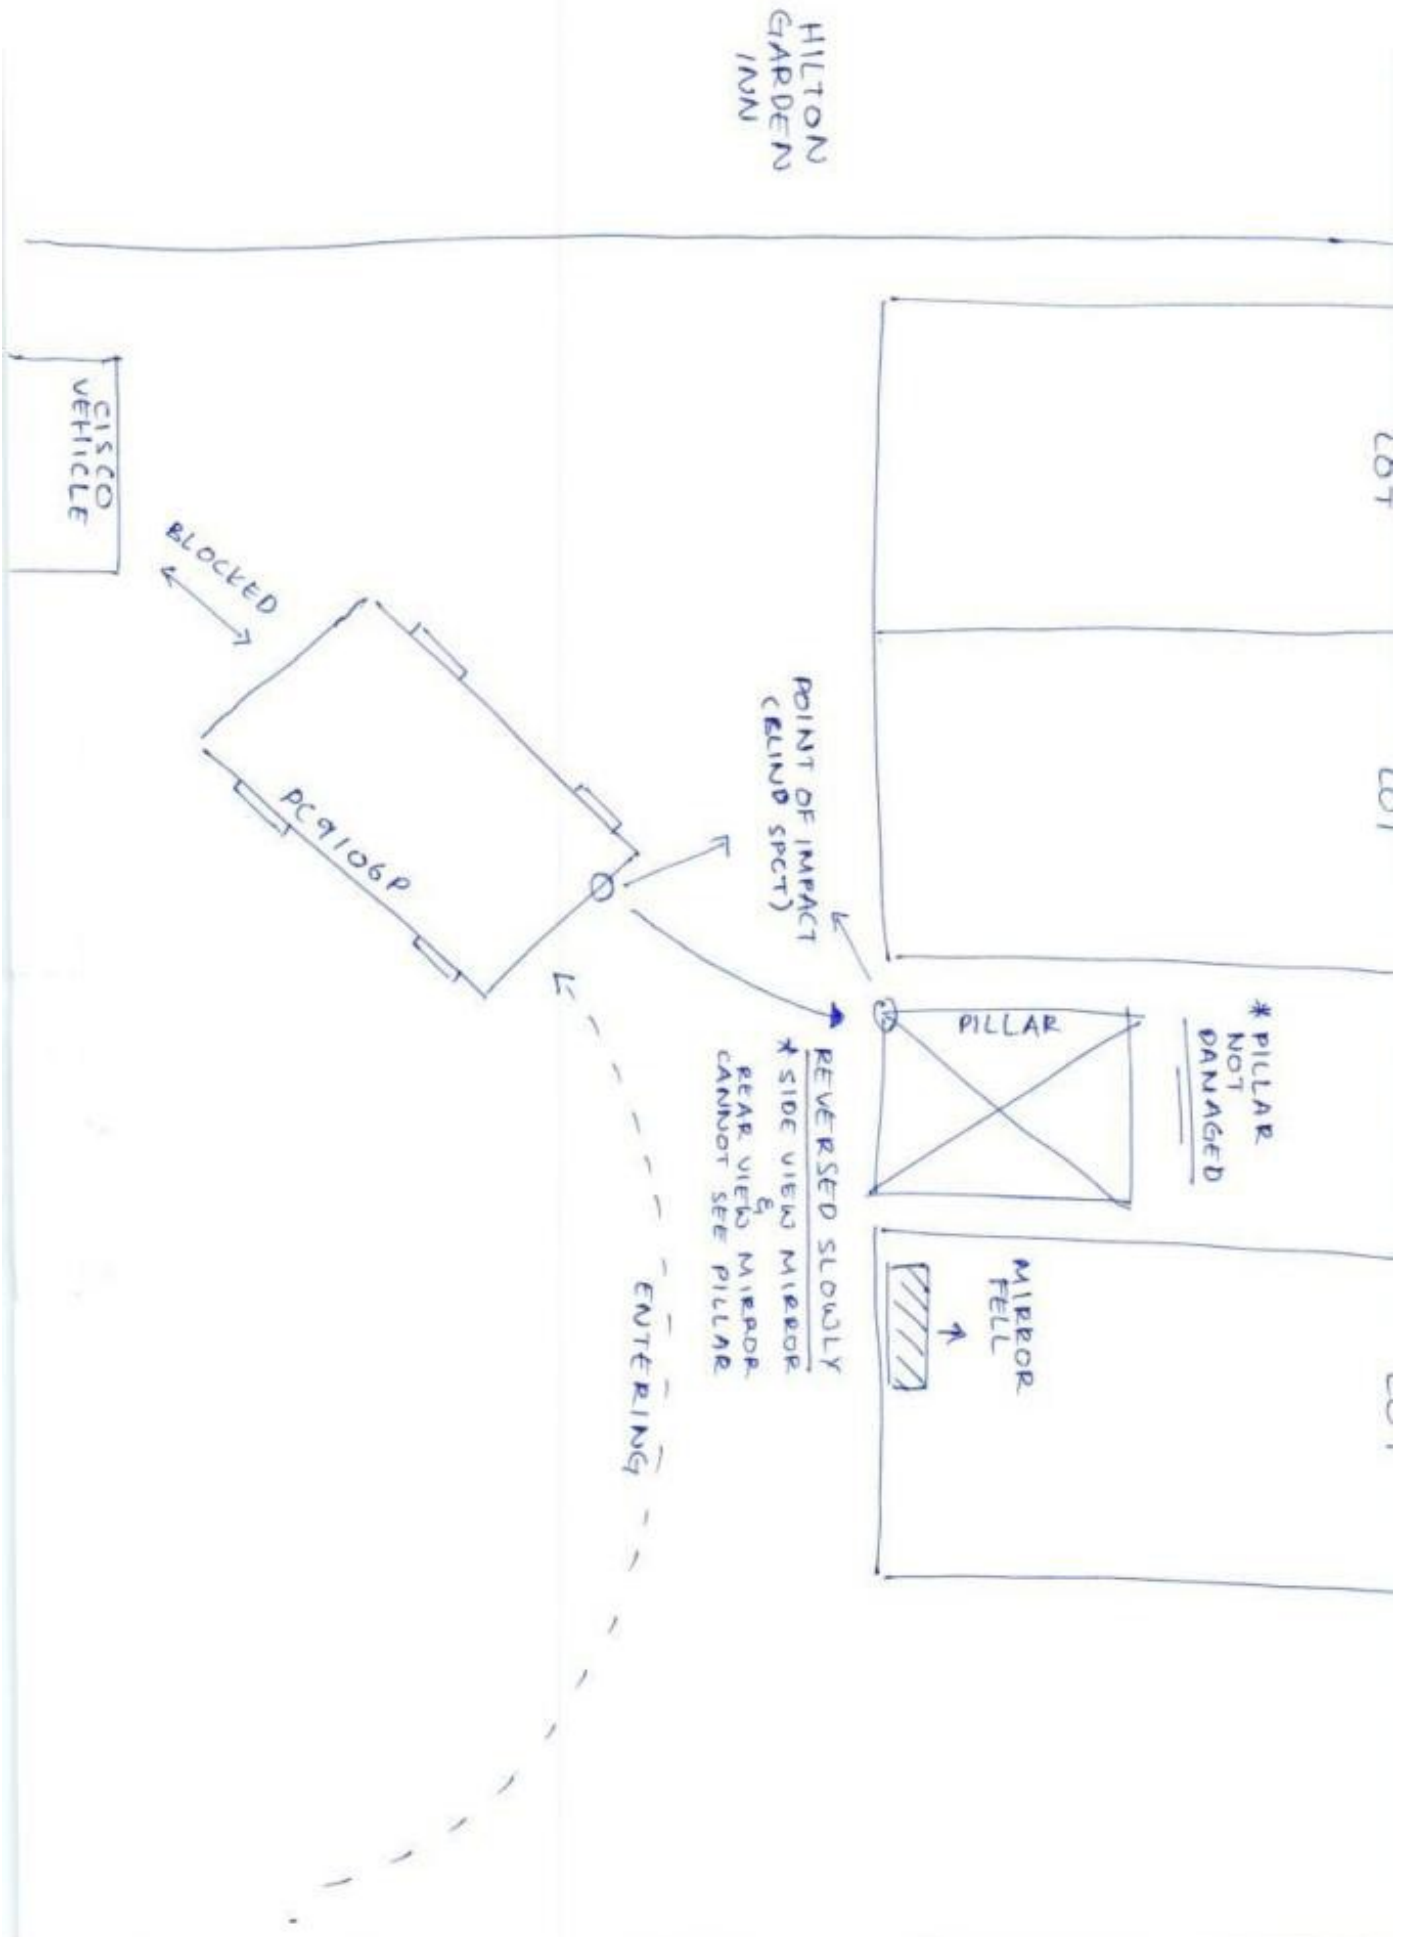 HILTON
GARDEN
INN
LOT
LOT
CISCO
VEHICLE
BLOCKED
PC9106P
POINT OF IMPACT
(BLIND SPOT)
PILLAR
* PILLAR
NOT
DAMAGED
REVERSED SLOWLY
* SIDE VIEW MIRROR
&
REAR VIEW MIRROR
CANNOT SEE PILLAR
MIRROR
FELL
ENTERING